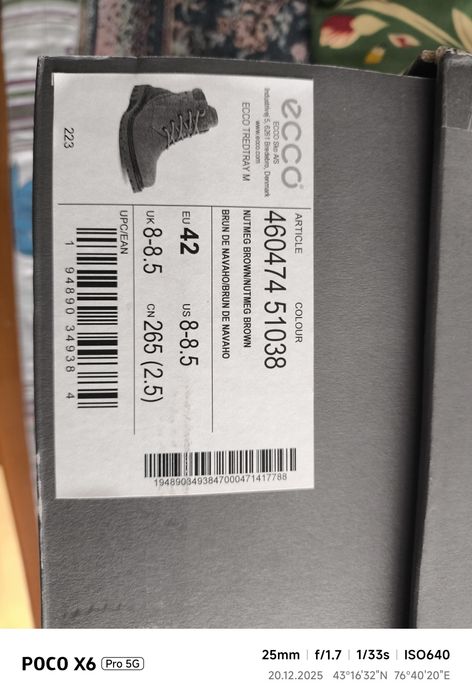 ecco
ECCO Sko A/S
Industrivej 5, 6261 Bredebro, Denmark
www.ecco.com
ECCO TREDTRAY M
223
ARTICLE COLOUR
460474 51038
NUTMEG BROWN/NUTMEG BROWN
BRUN DE NAVAHO/BRUN DE NAVAHO
EU 42 US 8-8.5
UK 8-8.5 CN 265 (2.5)
UPC/EAN
1 94890 34938 4
1948903493847000471417788
POCO X6 Pro 5G
25mm | f/1.7 | 1/33s | ISO640
20.12.2025 43°16'32"N 76°40'20"E